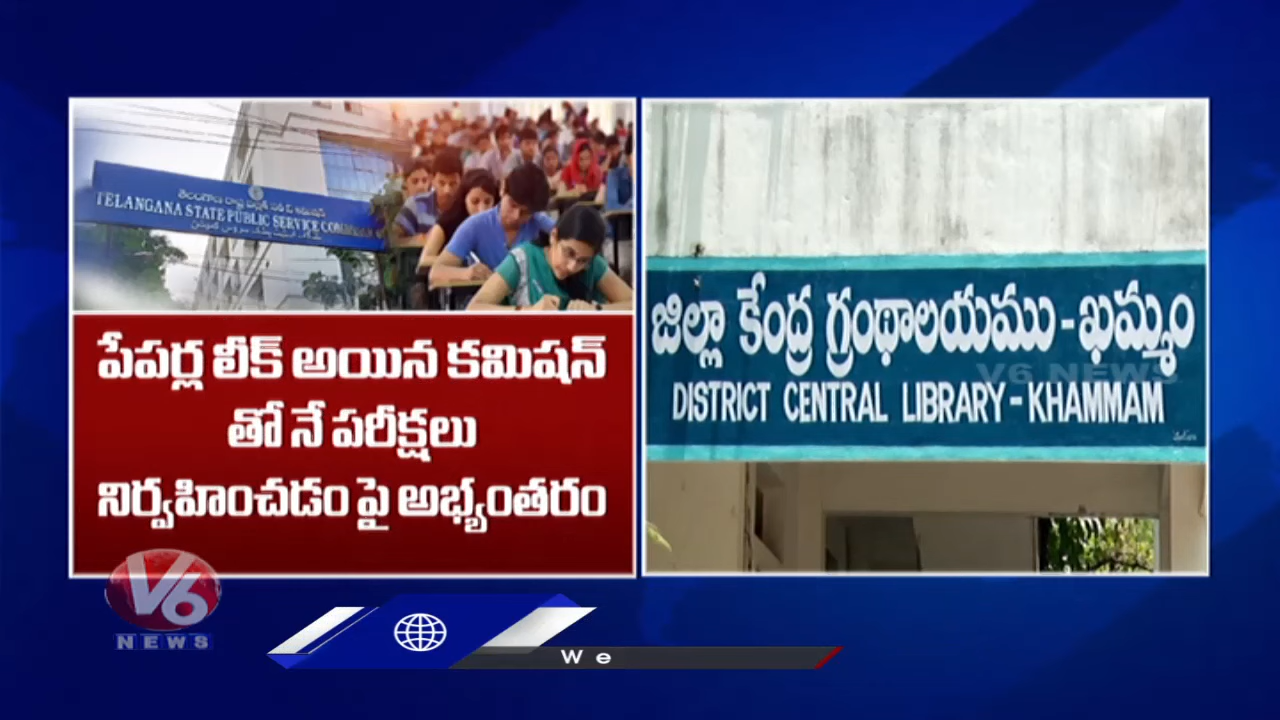 TELANGANA STATE PUBLIC SERVICE
పేపర్ల లీక్ అయిన కమిషన్
తో నే పరీక్షలు
నిర్వహించడం పై అభ్యంతరం
జిల్లా కేంద్ర గ్రంథాలయము - ఖమ్మం
V6 NEWS
DISTRICT CENTRAL LIBRARY - KHAMMAM
V6
NEWS
We